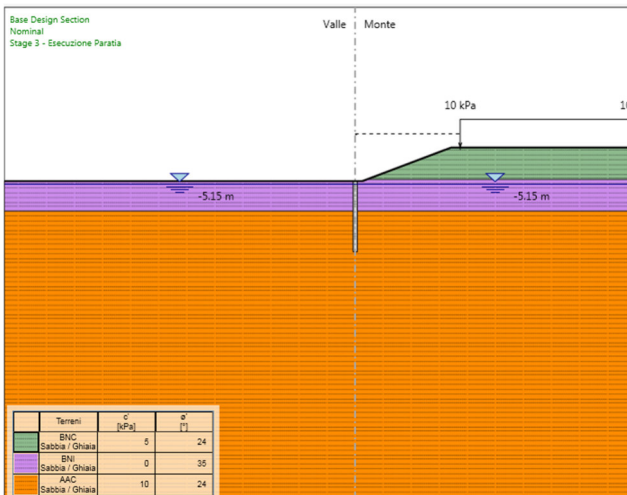 Base Design Section
Nominal
Stage 3 - Esecuzione Paratia
Valle
Monte
10 kPa
10
-5.15 m
-5.15 m
Terreni c' [kPa] ø' [°]
BNC
Sabbia / Ghiaia 5 24
BNI
Sabbia / Ghiaia 0 35
AAC
Sabbia / Ghiaia 10 24